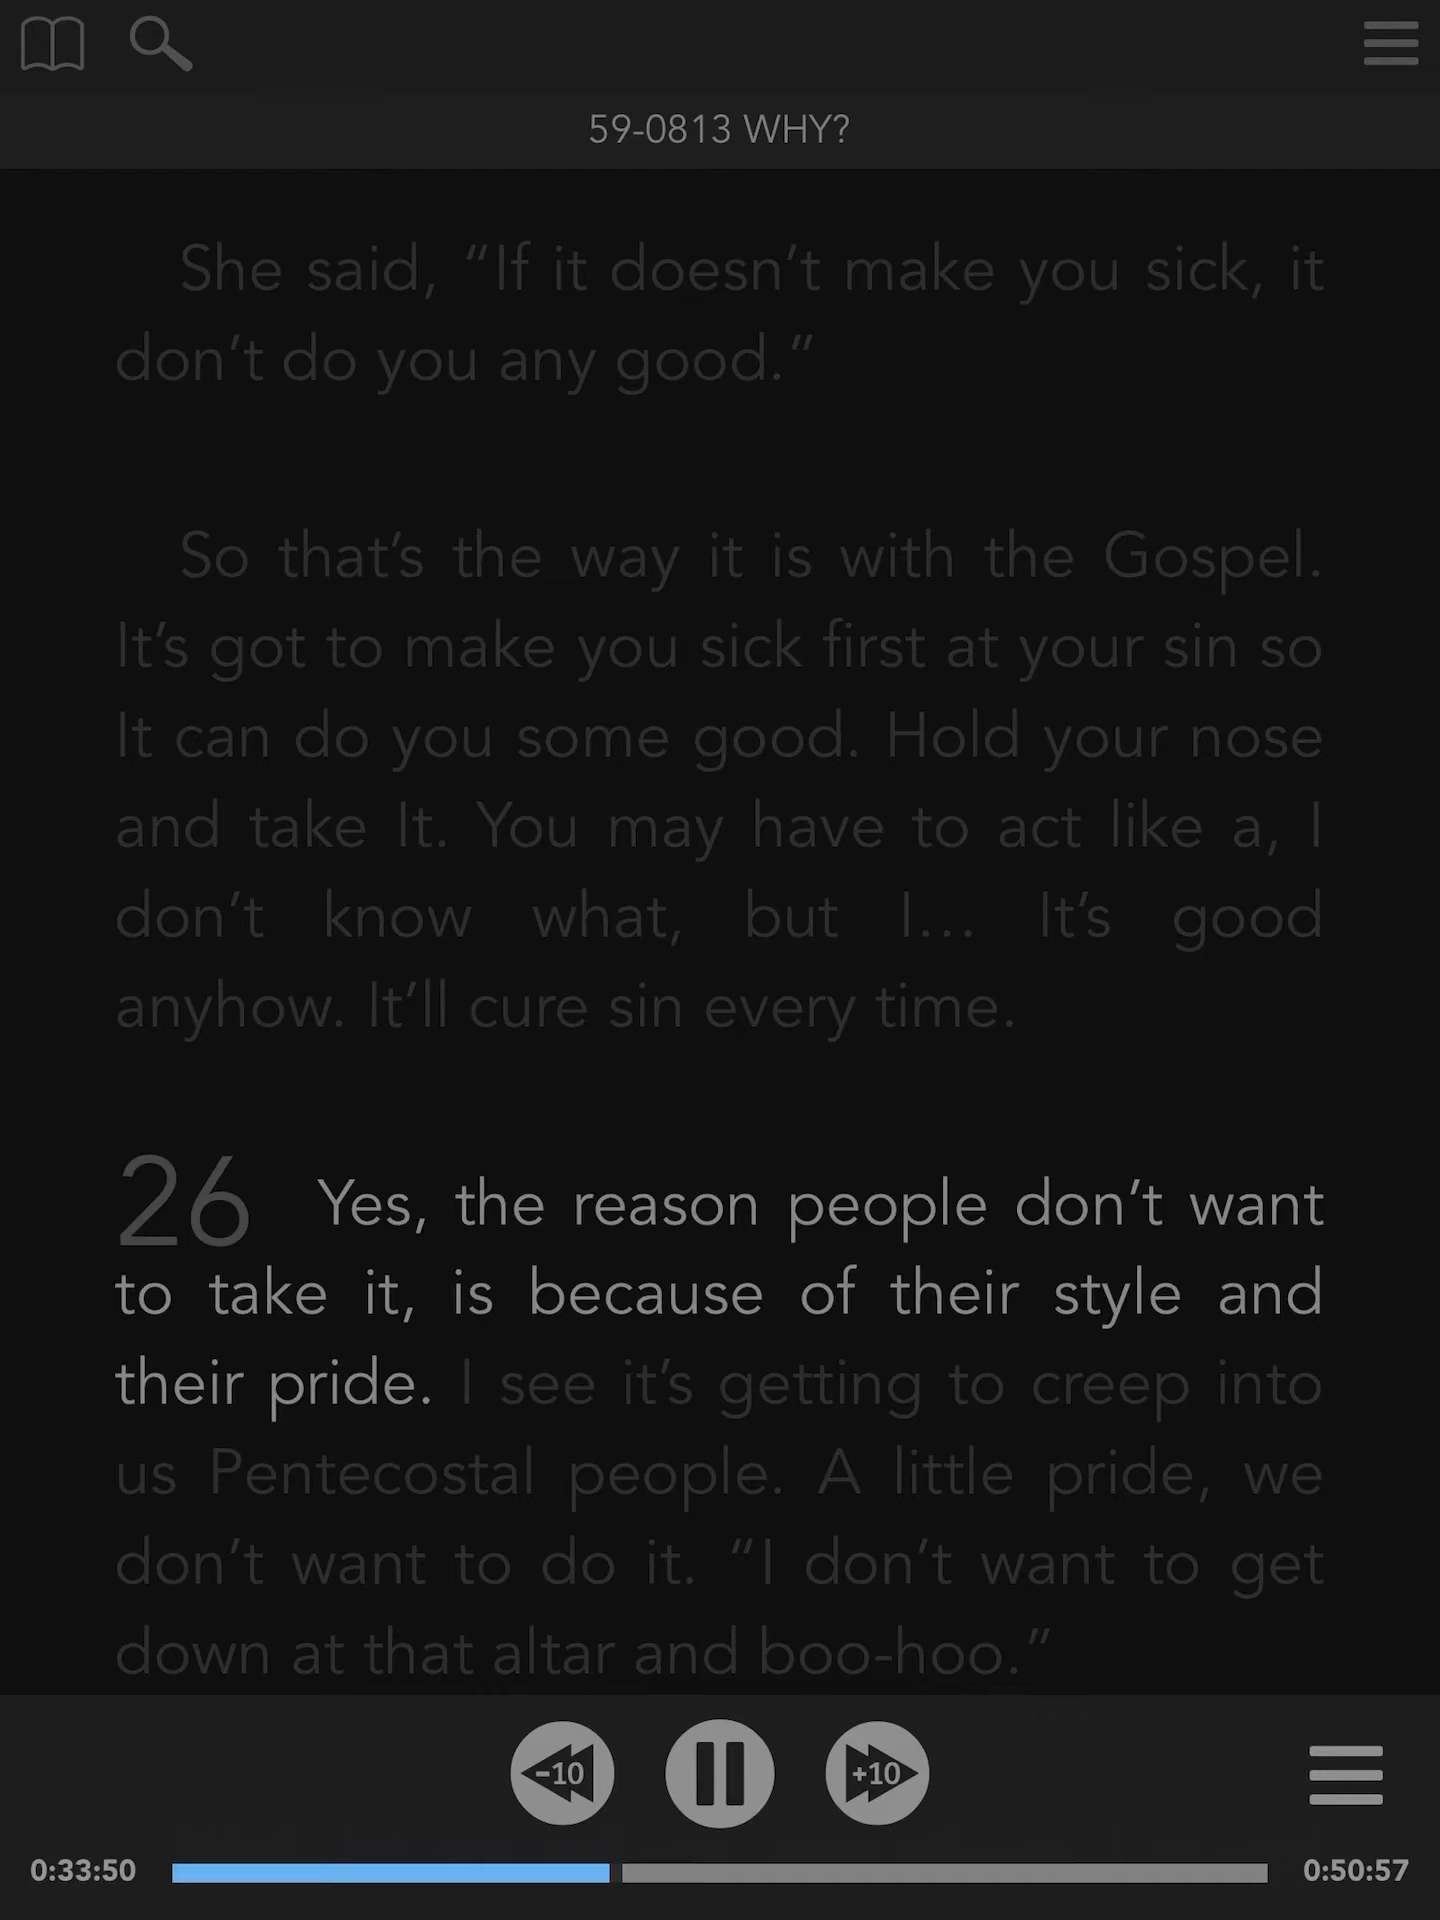 59-0813 WHY?
She said, “If it doesn’t make you sick, it
don’t do you any good.”
So that’s the way it is with the Gospel.
It’s got to make you sick first at your sin so
It can do you some good. Hold your nose
and take It. You may have to act like a, I
don’t know what, but I… It’s good
anyhow. It’ll cure sin every time.
26 Yes, the reason people don’t want
to take it, is because of their style and
their pride. I see it’s getting to creep into
us Pentecostal people. A little pride, we
don’t want to do it. “I don’t want to get
down at that altar and boo-hoo.”
-10 +10
0:33:50 0:50:57